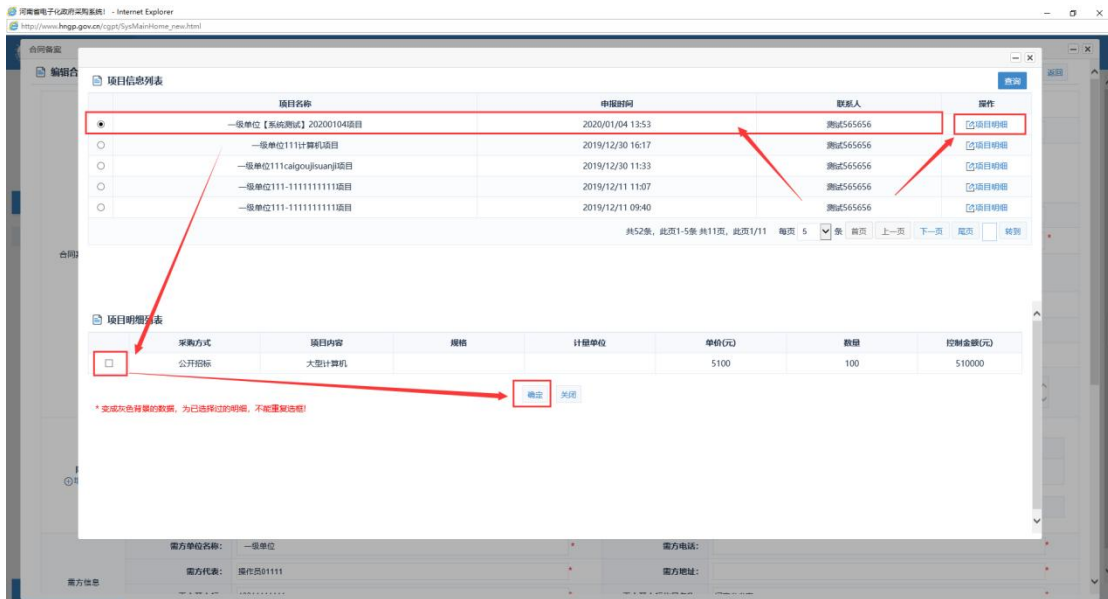 河南省电子化政府采购系统! - Internet Explorer
http://www.hngp.gov.cn/cgpt/SysMainHome_new.html
合同备案
编辑合
返回
项目信息列表
查询
项目名称 申报时间 联系人 操作
一级单位【系统测试】20200104项目 2020/01/04 13:53 测试565656 项目明细
一级单位111计算机项目 2019/12/30 16:17 测试565656 项目明细
一级单位111caigoujisuanji项目 2019/12/30 11:33 测试565656 项目明细
一级单位111-1111111111项目 2019/12/11 11:07 测试565656 项目明细
一级单位111-1111111111项目 2019/12/11 09:40 测试565656 项目明细
共52条, 此页1-5条 共11页, 此页1/11 每页 5 条 首页 上一页 下一页 尾页 转到
合同
项目明细列表
采购方式 项目内容 规格 计量单位 单价(元) 数量 控制金额(元)
公开招标 大型计算机 5100 100 510000
确定 关闭
* 变成灰色背景的数据, 为已选择过的明细, 不能重复选框!
需方单位名称: 一级单位 * 需方电话: *
需方信息
需方代表: 操作员01111 * 需方地址: *